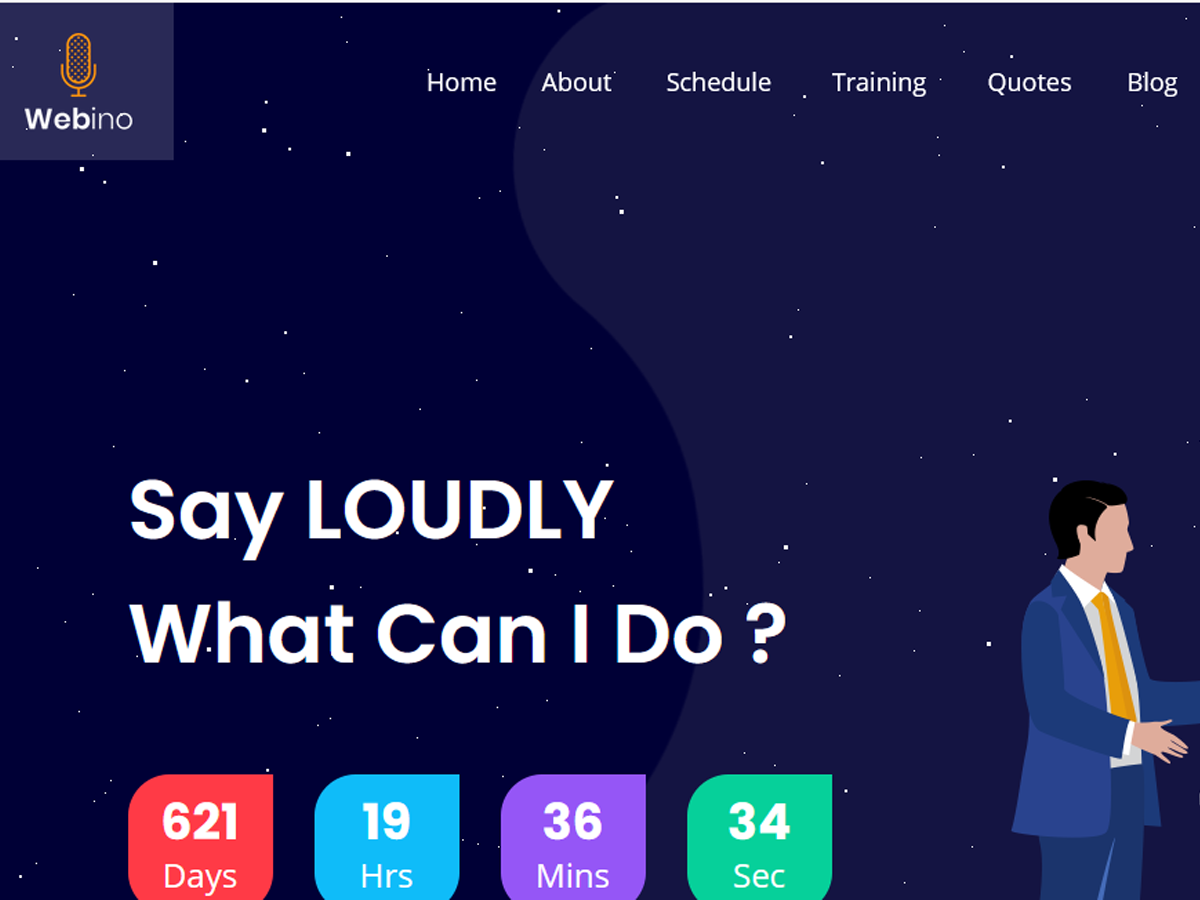 Webino
Home About Schedule Training Quotes Blog
Say LOUDLY
What Can I Do ?
621 19 36 34
Days Hrs Mins Sec